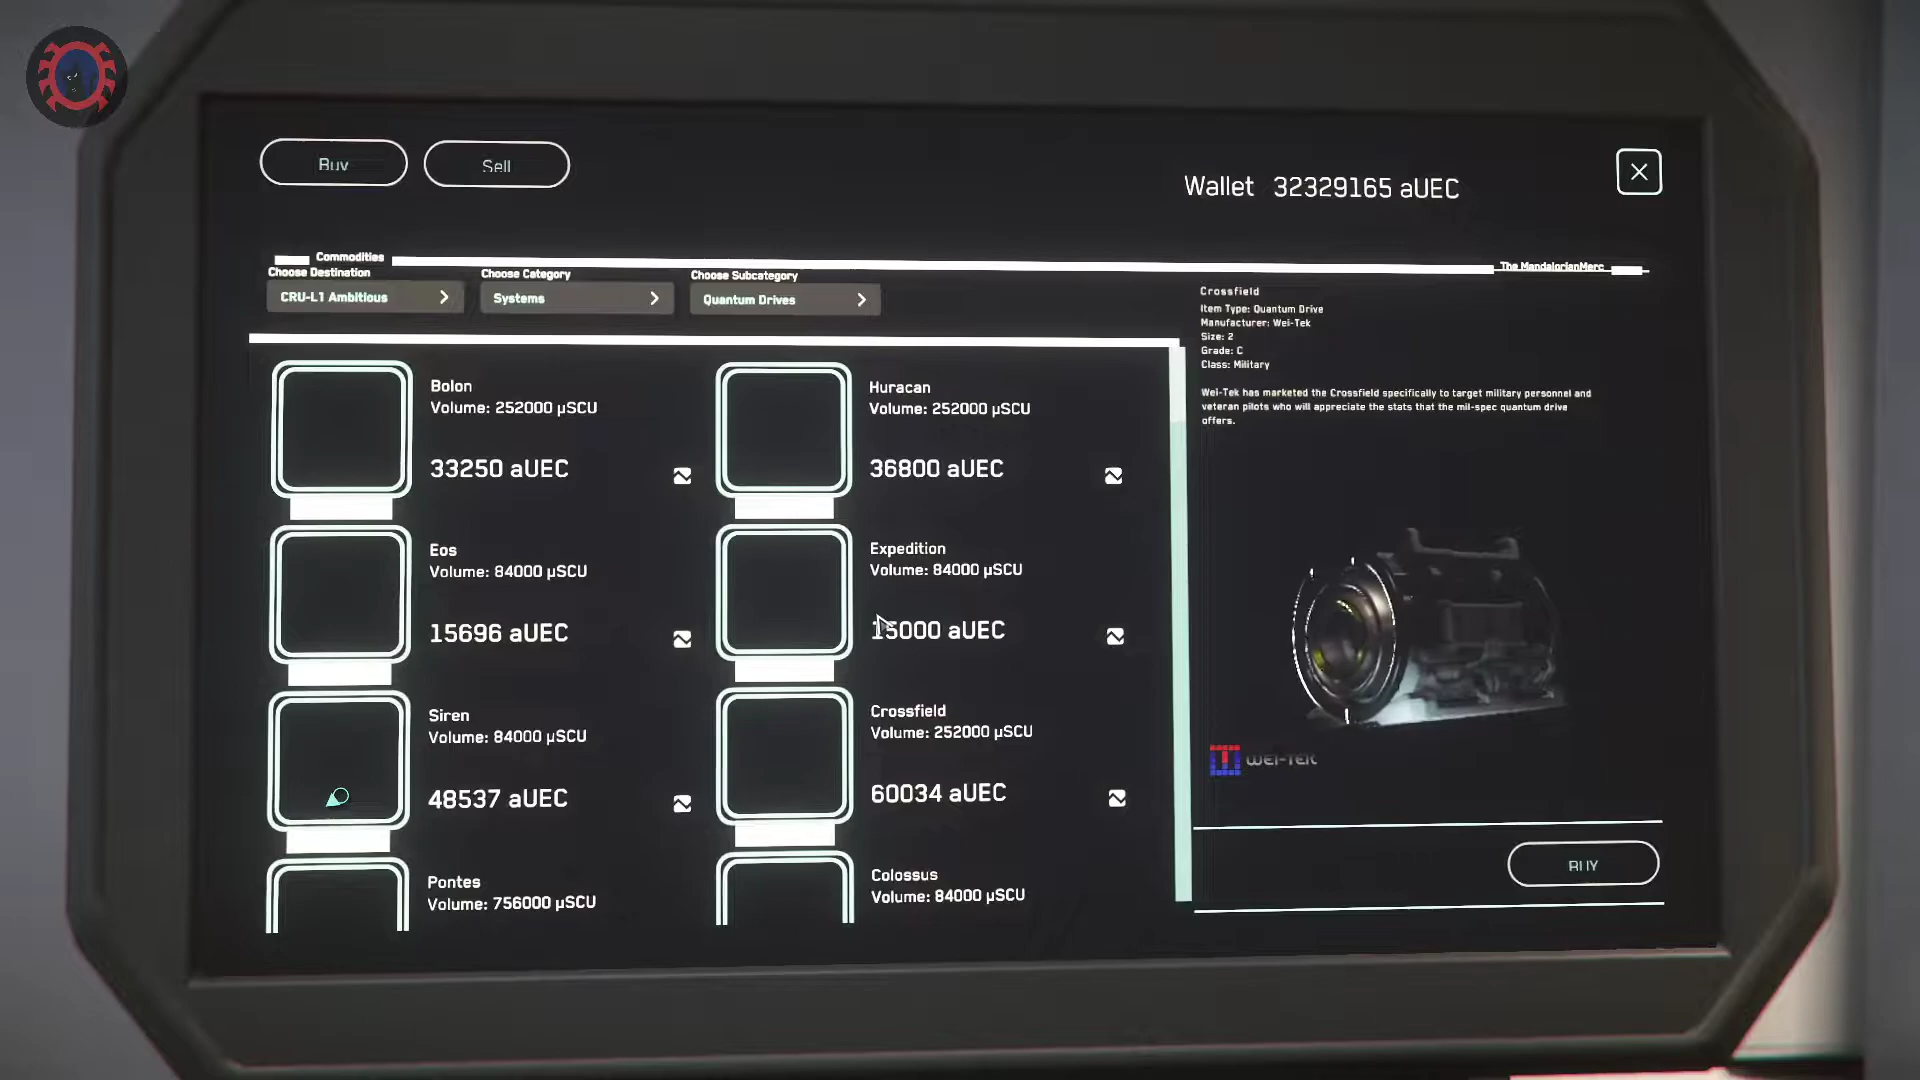 Buy
Sell
Wallet 32329165 aUEC
Commodities
The MandalorianMerc
Choose Destination
Choose Category
Choose Subcategory
CRU-L1 Ambitious
Systems
Quantum Drives
Bolon
Volume: 252000 µSCU
33250 aUEC
Huracan
Volume: 252000 µSCU
36800 aUEC
Eos
Volume: 84000 µSCU
15696 aUEC
Expedition
Volume: 84000 µSCU
15000 aUEC
Siren
Volume: 84000 µSCU
48537 aUEC
Crossfield
Volume: 252000 µSCU
60034 aUEC
Pontes
Volume: 756000 µSCU
Colossus
Volume: 84000 µSCU
Crossfield
Item Type: Quantum Drive
Manufacturer: Wei-Tek
Size: 2
Grade: C
Class: Military
Wei-Tek has marketed the Crossfield specifically to target military personnel and
veteran pilots who will appreciate the stats that the mil-spec quantum drive
offers.
WEI-TEK
BUY